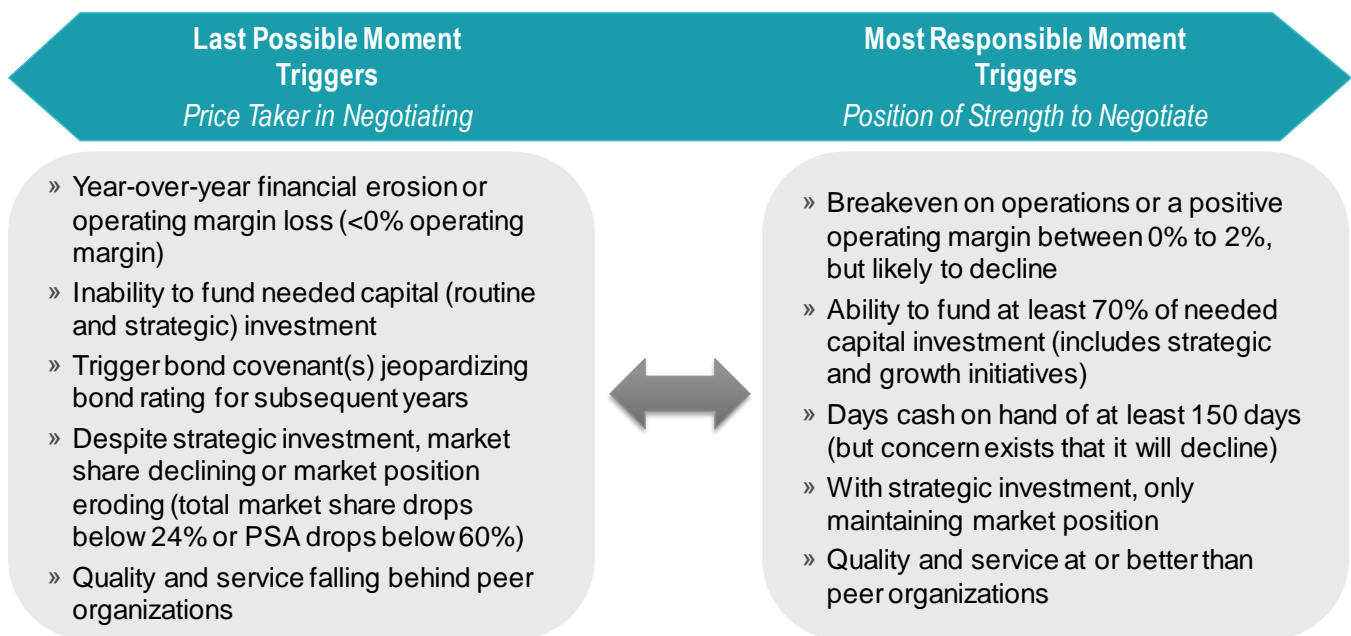 Last Possible Moment
Triggers
Price Taker in Negotiating
» Year-over-year financial erosion or
operating margin loss (<0% operating
margin)
» Inability to fund needed capital (routine
and strategic) investment
» Trigger bond covenant(s) jeopardizing
bond rating for subsequent years
» Despite strategic investment, market
share declining or market position
eroding (total market share drops
below 24% or PSA drops below 60%)
» Quality and service falling behind peer
organizations
Most Responsible Moment
Triggers
Position of Strength to Negotiate
» Breakeven on operations or a positive
operating margin between 0% to 2%,
but likely to decline
» Ability to fund at least 70% of needed
capital investment (includes strategic
and growth initiatives)
» Days cash on hand of at least 150 days
(but concern exists that it will decline)
» With strategic investment, only
maintaining market position
» Quality and service at or better than
peer organizations